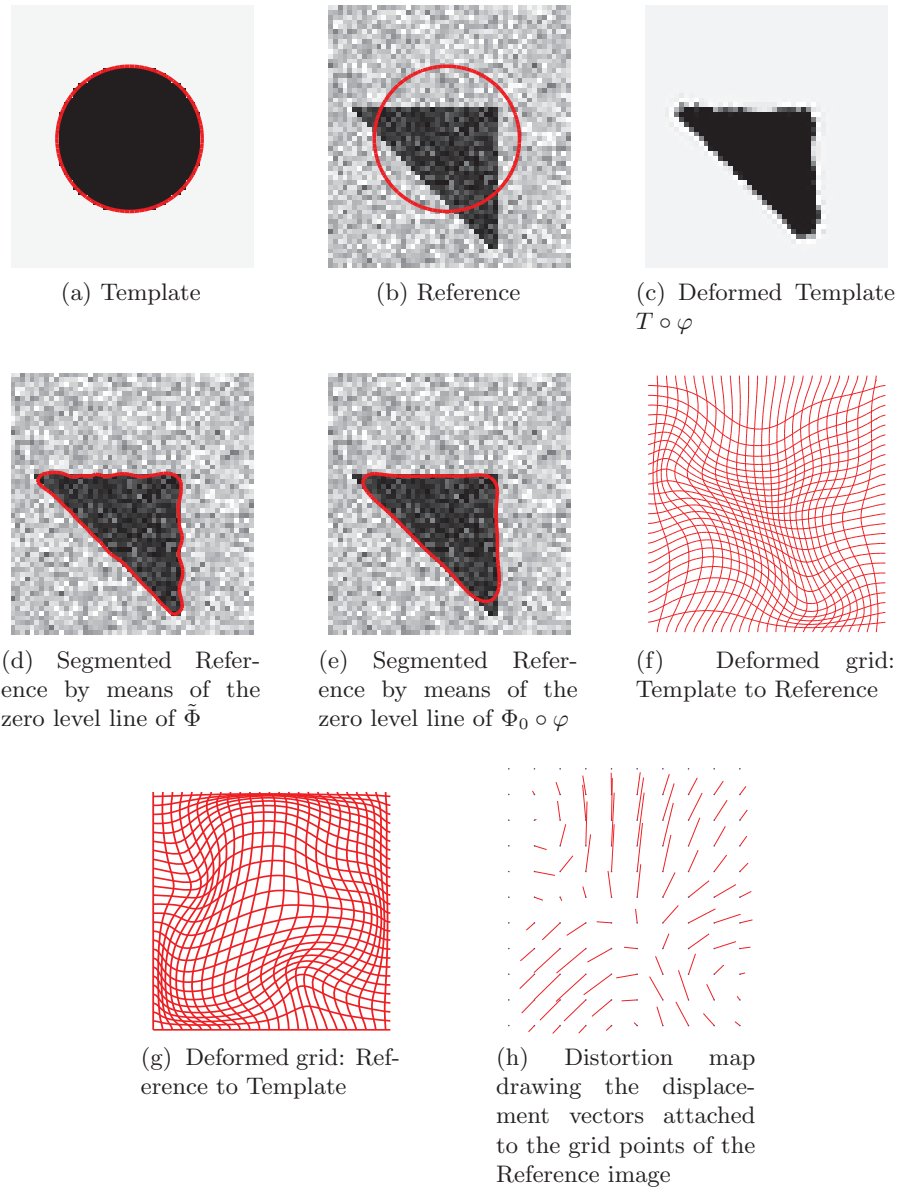 (a) Template
(b) Reference
(c) Deformed Template
T ∘ φ
(d) Segmented Refer-
ence by means of the
zero level line of Φ̃
(e) Segmented Refer-
ence by means of the
zero level line of Φ₀ ∘ φ
(f) Deformed grid:
Template to Reference
(g) Deformed grid: Ref-
erence to Template
(h) Distortion map
drawing the displace-
ment vectors attached
to the grid points of the
Reference image